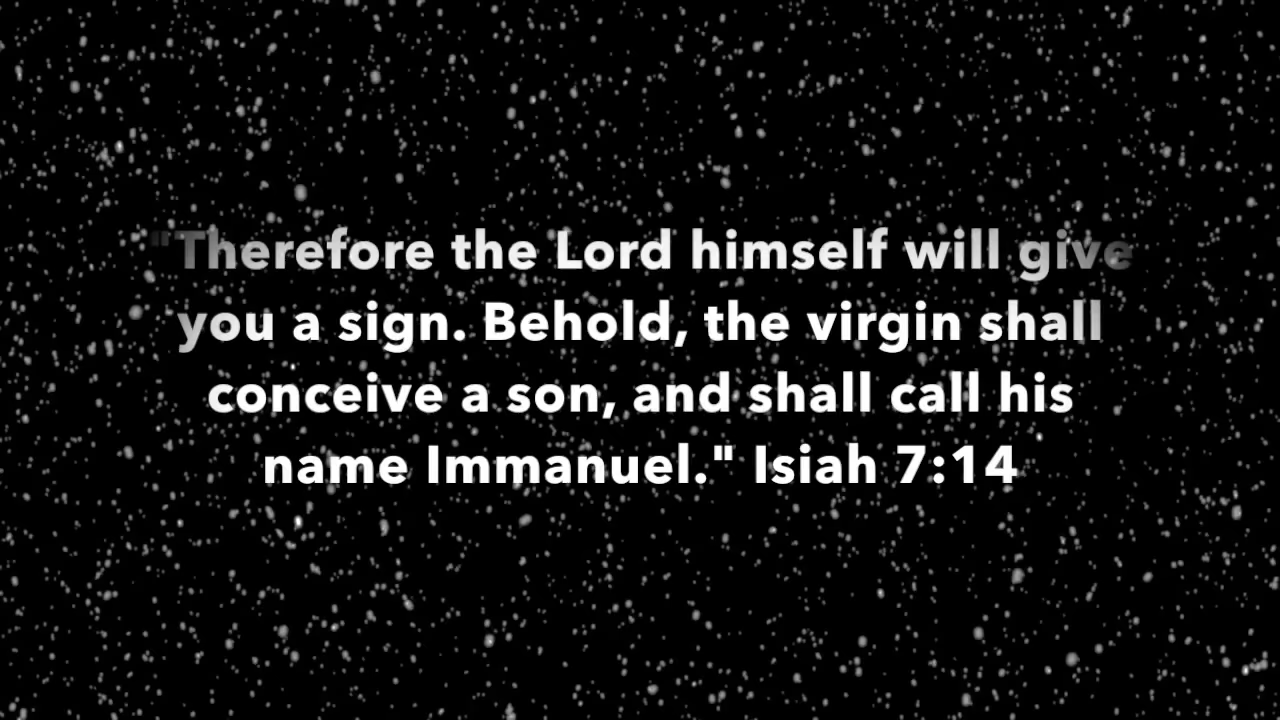 "Therefore the Lord himself will give
you a sign. Behold, the virgin shall
conceive a son, and shall call his
name Immanuel." Isiah 7:14